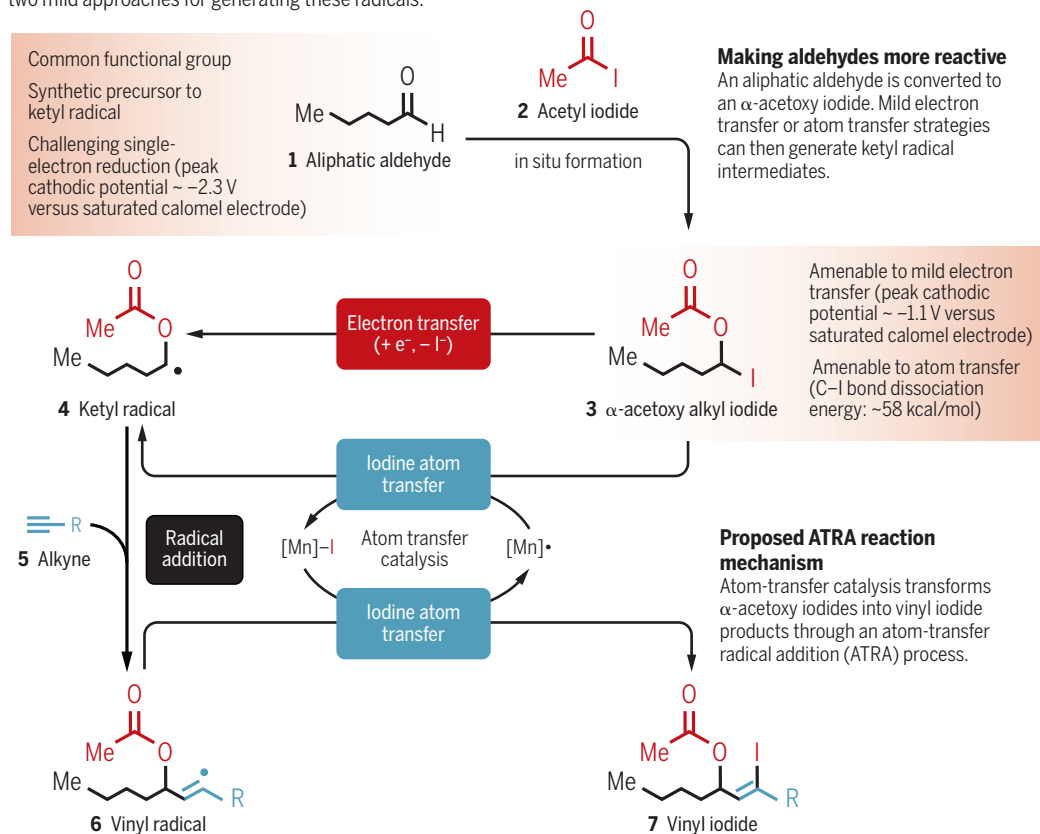 two mild approaches for generating these radicals.
Common functional group
Synthetic precursor to
ketyl radical
Challenging single-
electron reduction (peak
cathodic potential ~ −2.3 V
versus saturated calomel electrode)
O
Me
H
1 Aliphatic aldehyde
O
Me
I
2 Acetyl iodide
in situ formation
Making aldehydes more reactive
An aliphatic aldehyde is converted to
an α-acetoxy iodide. Mild electron
transfer or atom transfer strategies
can then generate ketyl radical
intermediates.
O
Me
O
Me
•
4 Ketyl radical
Electron transfer
(+ e⁻, − I⁻)
O
Me
O
Me
I
3 α-acetoxy alkyl iodide
Amenable to mild electron
transfer (peak cathodic
potential ~ −1.1 V versus
saturated calomel electrode)
Amenable to atom transfer
(C–I bond dissociation
energy: ~58 kcal/mol)
Iodine atom
transfer
R
5 Alkyne
Radical
addition
[Mn]–I
Atom transfer
catalysis
[Mn]•
Iodine atom
transfer
Proposed ATRA reaction
mechanism
Atom-transfer catalysis transforms
α-acetoxy iodides into vinyl iodide
products through an atom-transfer
radical addition (ATRA) process.
O
Me
O
Me
•
R
6 Vinyl radical
O
Me
O
I
Me
R
7 Vinyl iodide